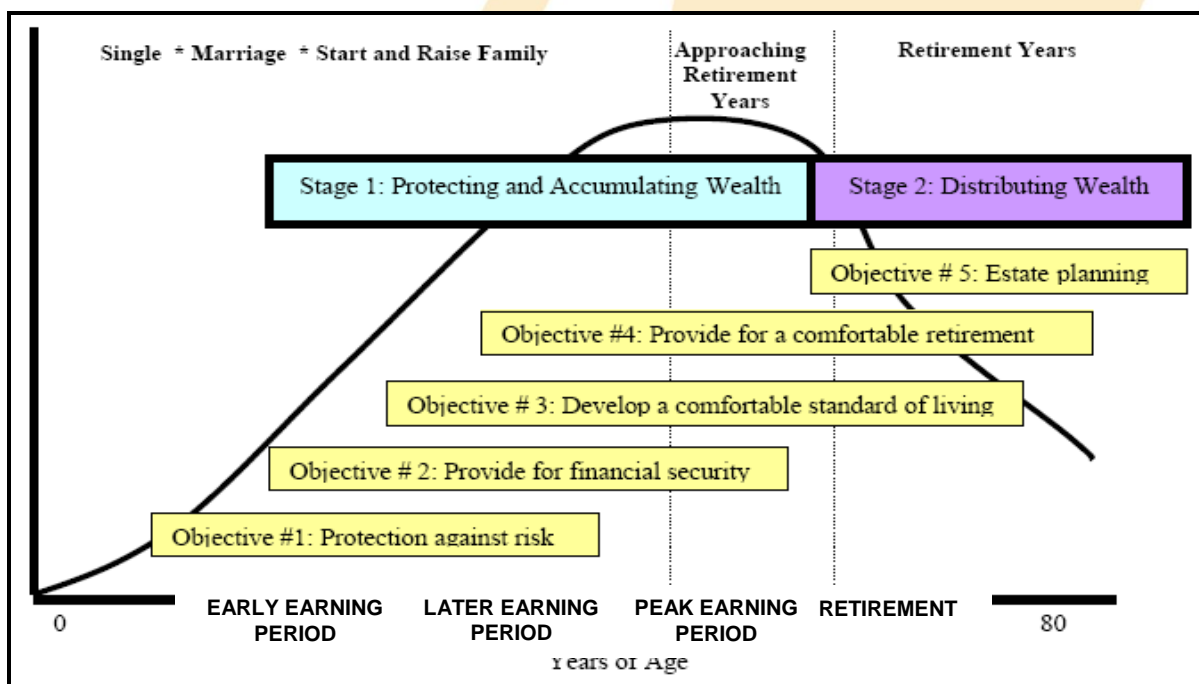 Single * Marriage * Start and Raise Family
Approaching
Retirement
Years
Retirement Years
Stage 1: Protecting and Accumulating Wealth
Stage 2: Distributing Wealth
Objective # 5: Estate planning
Objective #4: Provide for a comfortable retirement
Objective # 3: Develop a comfortable standard of living
Objective # 2: Provide for financial security
Objective #1: Protection against risk
EARLY EARNING
PERIOD
LATER EARNING
PERIOD
PEAK EARNING
PERIOD
RETIREMENT
0
80
Years of Age